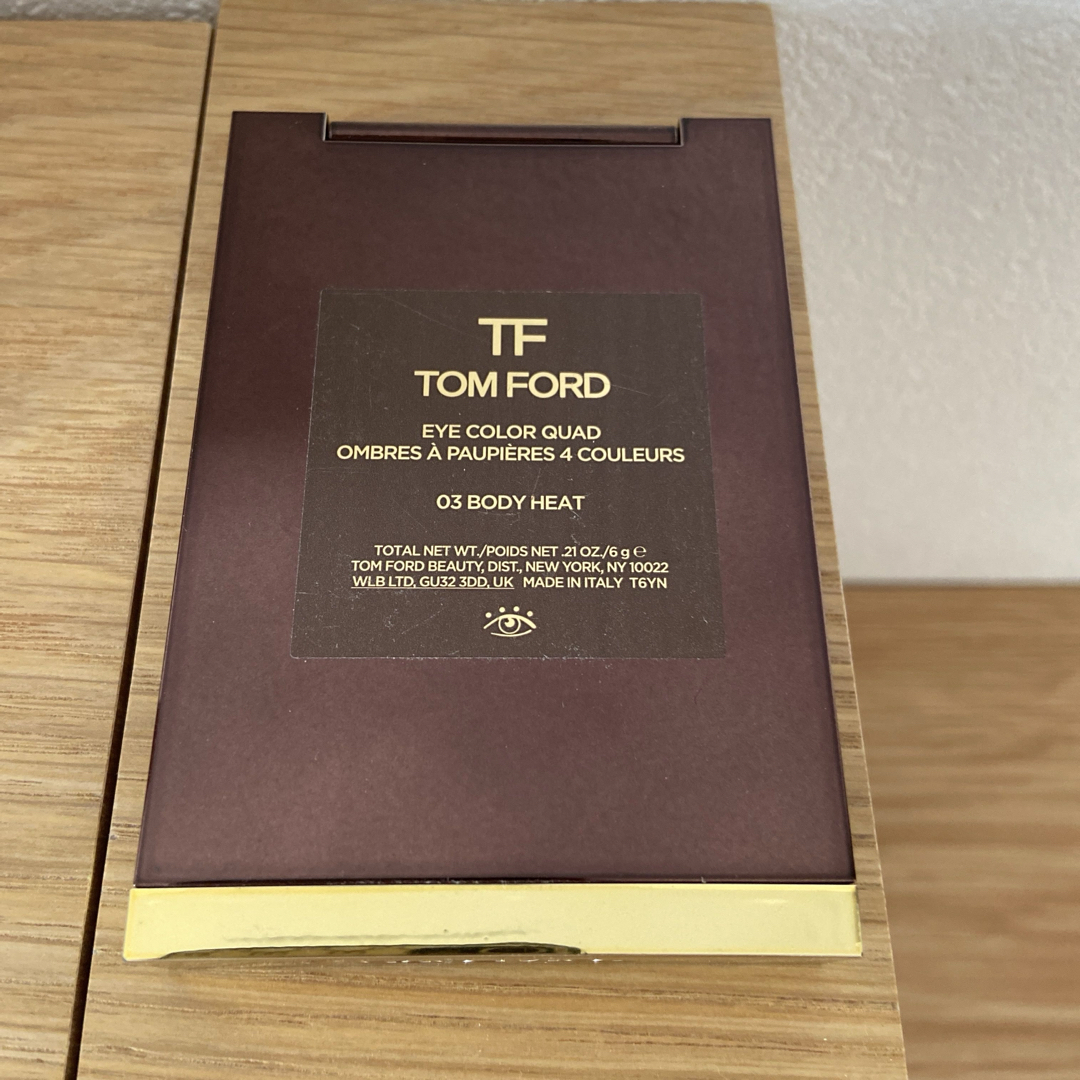 TF
TOM FORD
EYE COLOR QUAD
OMBRES À PAUPIÈRES 4 COULEURS
03 BODY HEAT
TOTAL NET WT./POIDS NET .21 OZ./6 g ℮
TOM FORD BEAUTY, DIST., NEW YORK, NY 10022
WLB LTD, GU32 3DD, UK MADE IN ITALY T6YN